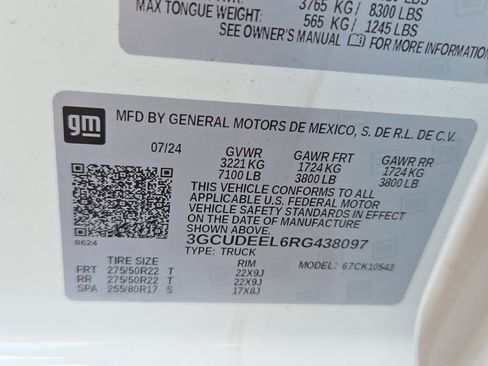 3765 KG/ 8300 LBS
MAX TONGUE WEIGHT: 565 KG/ 1245 LBS
SEE OWNER'S MANUAL FOR MORE INFORMATION
gm
MFD BY GENERAL MOTORS DE MEXICO, S. DE R.L. DE C.V.
07/24 GVWR GAWR FRT GAWR RR
3221 KG 1724 KG 1724 KG
7100 LB 3800 LB 3800 LB
THIS VEHICLE CONFORMS TO ALL
APPLICABLE U.S. FEDERAL MOTOR
VEHICLE SAFETY STANDARDS IN EFFECT
ON THE DATE OF MANUFACTURE
SHOWN ABOVE.
8624
3GCUDEEL6RG438097
TYPE: TRUCK MODEL: 67CK10543
TIRE SIZE RIM
FRT 275/50R22 T 22X9J
RR 275/50R22 T 22X9J
SPA 255/80R17 S 17X8J